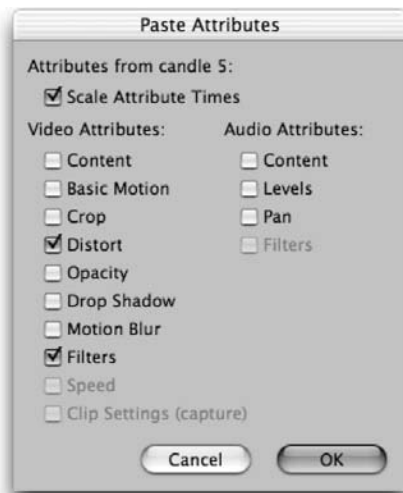 Paste Attributes
Attributes from candle 5:
Scale Attribute Times
Video Attributes:
Content
Basic Motion
Crop
Distort
Opacity
Drop Shadow
Motion Blur
Filters
Speed
Clip Settings (capture)
Audio Attributes:
Content
Levels
Pan
Filters
Cancel
OK